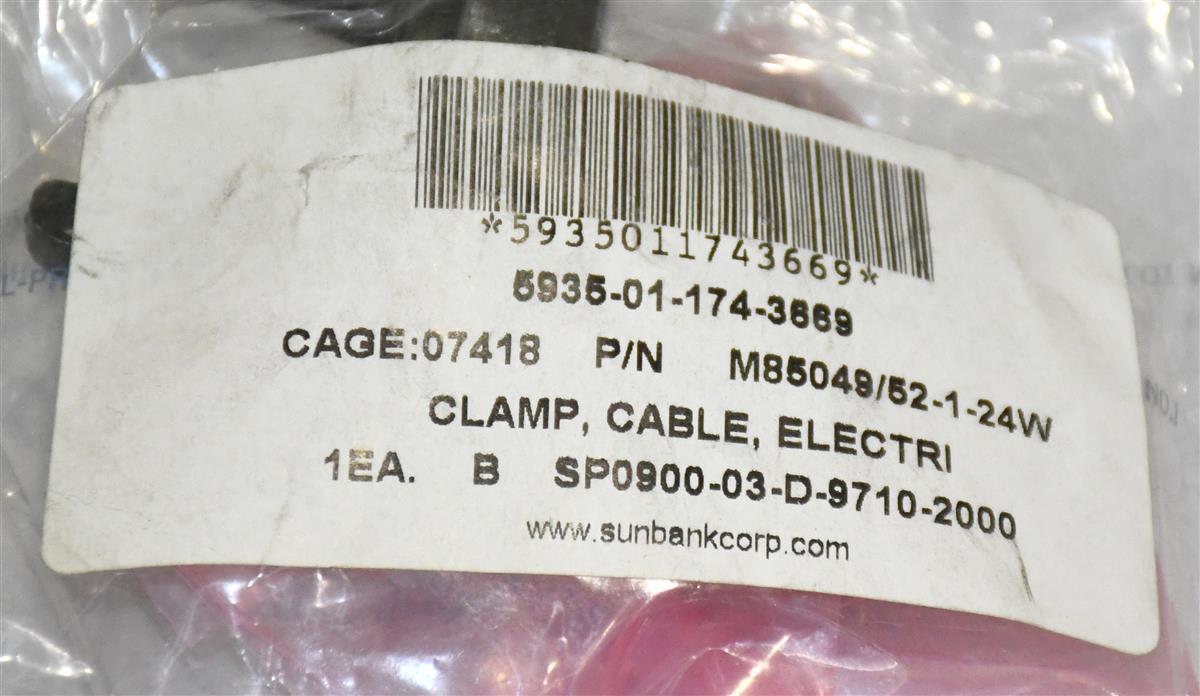 *5935011743669*
5935-01-174-3669
CAGE:07418 P/N M85049/52-1-24W
CLAMP, CABLE, ELECTRI
1EA. B SP0900-03-D-9710-2000
www.sunbankcorp.com